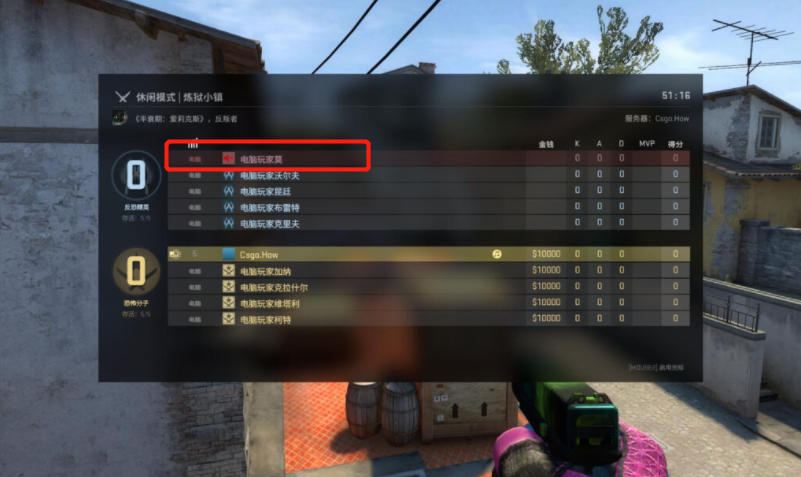 休闲模式 | 炼狱小镇 51:16
《半衰期：爱莉克斯》，反叛者 服务器：Csgo.How
金钱 K A D MVP 得分
电脑 电脑玩家莫 0 0 0 0
电脑玩家沃尔夫 0 0 0 0
电脑玩家昆廷 0 0 0 0
电脑玩家布雷特 0 0 0 0
电脑 电脑玩家克里夫 0 0 0 0
0
反恐精英
存活：5/5
5 Csgo.How $10000 0 0 0 0
电脑 电脑玩家加纳 $10000 0 0 0 0
电脑 电脑玩家克拉什尔 $10000 0 0 0 0
电脑 电脑玩家维塔利 $10000 0 0 0 0
电脑 电脑玩家柯特 $10000 0 0 0 0
0
恐怖分子
存活：5/5
[MOUSE2] 启用光标